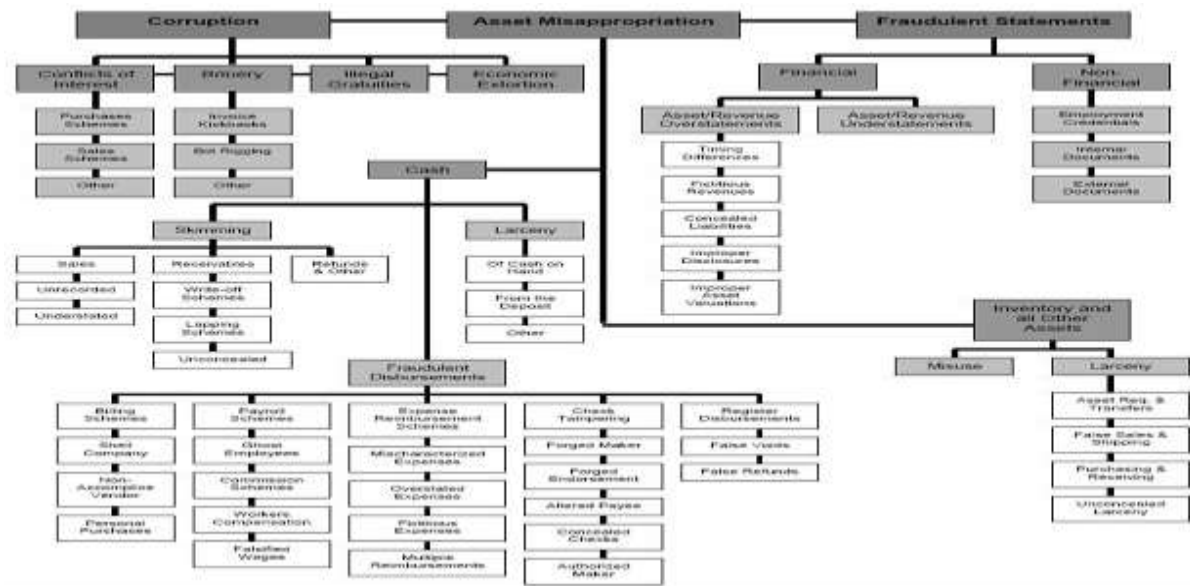 Corruption
Asset Misappropriation
Fraudulent Statements
Conflicts of
Interest
Bribery
Illegal
Gratuities
Economic
Extortion
Financial
Non-
Financial
Purchases
Schemes
Sales
Schemes
Other
Invoice
Kickbacks
Bid Rigging
Other
Asset/Revenue
Overstatements
Asset/Revenue
Understatements
Timing
Differences
Fictitious
Revenues
Concealed
Liabilities
Improper
Disclosures
Improper
Asset
Valuations
Employment
Credentials
Internal
Documents
External
Documents
Cash
Skimming
Larceny
Sales
Unrecorded
Understated
Receivables
Write-off
Schemes
Lapping
Schemes
Unconcealed
Refunds
& Other
Of Cash on
Hand
From the
Deposit
Other
Inventory and
all Other
Assets
Misuse
Larceny
Asset Req. &
Transfers
False Sales &
Shipping
Purchasing &
Receiving
Unconcealed
Larceny
Fraudulent
Disbursements
Billing
Schemes
Shell
Company
Non-
Accomplice
Vendor
Personal
Purchases
Payroll
Schemes
Ghost
Employees
Commission
Schemes
Workers
Compensation
Falsified
Wages
Expense
Reimbursement
Schemes
Mischaracterized
Expenses
Overstated
Expenses
Fictitious
Expenses
Multiple
Reimbursements
Check
Tampering
Forged Maker
Forged
Endorsement
Altered Payee
Concealed
Checks
Authorized
Maker
Register
Disbursements
False Voids
False Refunds